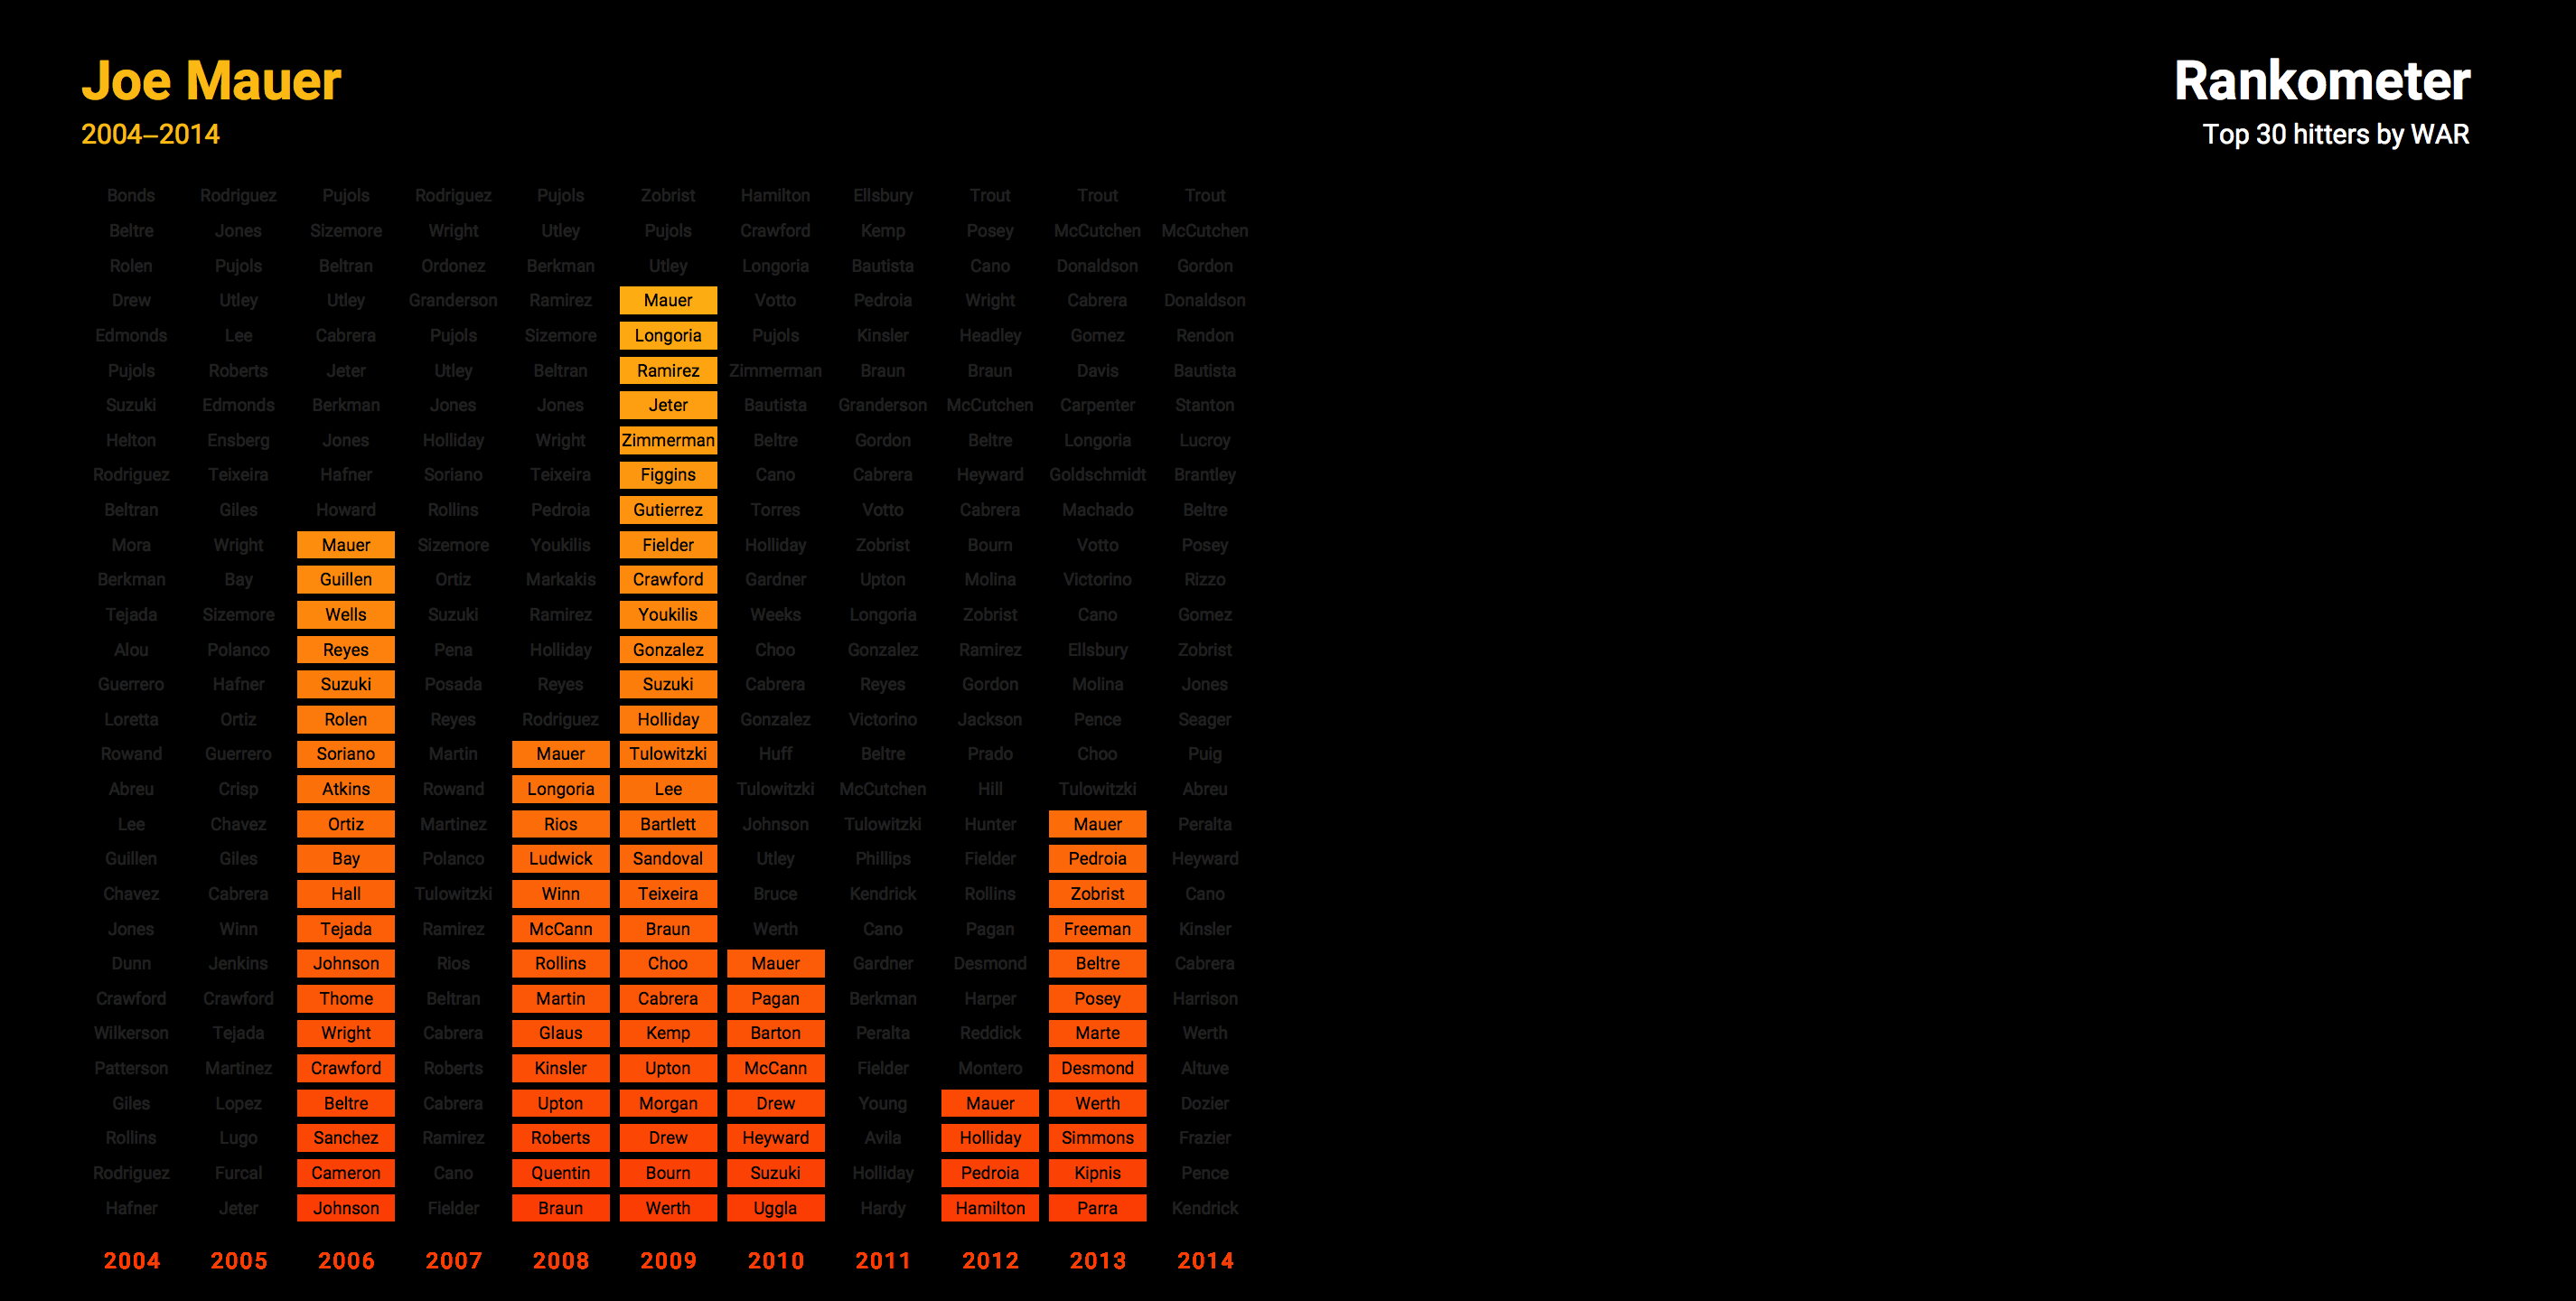 Joe Mauer
2004–2014
Rankometer
Top 30 hitters by WAR
Bonds Rodriguez Pujols Rodriguez Pujols Zobrist Hamilton Ellsbury Trout Trout Trout
Beltre Jones Sizemore Wright Utley Pujols Crawford Kemp Posey McCutchen McCutchen
Rolen Pujols Beltran Ordonez Berkman Utley Longoria Bautista Cano Donaldson Gordon
Drew Utley Utley Granderson Ramirez Mauer Votto Pedroia Wright Cabrera Donaldson
Edmonds Lee Cabrera Pujols Sizemore Longoria Pujols Kinsler Headley Gomez Rendon
Pujols Roberts Jeter Utley Beltran Ramirez Zimmerman Braun Braun Davis Bautista
Suzuki Edmonds Berkman Jones Jones Jeter Bautista Granderson McCutchen Carpenter Stanton
Helton Ensberg Jones Holliday Wright Zimmerman Beltre Gordon Beltre Longoria Lucroy
Rodriguez Teixeira Hafner Soriano Teixeira Figgins Cano Cabrera Heyward Goldschmidt Brantley
Beltran Giles Howard Rollins Pedroia Gutierrez Torres Votto Cabrera Machado Beltre
Mora Wright Mauer Sizemore Youkilis Fielder Holliday Zobrist Bourn Votto Posey
Berkman Bay Guillen Ortiz Markakis Crawford Gardner Upton Molina Victorino Rizzo
Tejada Sizemore Wells Suzuki Ramirez Youkilis Weeks Longoria Zobrist Cano Gomez
Alou Polanco Reyes Pena Holliday Gonzalez Choo Gonzalez Ramirez Ellsbury Zobrist
Guerrero Hafner Suzuki Posada Reyes Suzuki Cabrera Reyes Gordon Molina Jones
Loretta Ortiz Rolen Reyes Rodriguez Holliday Gonzalez Victorino Jackson Pence Seager
Rowand Guerrero Soriano Martin Mauer Tulowitzki Huff Beltre Prado Choo Puig
Abreu Crisp Atkins Rowand Longoria Lee Tulowitzki McCutchen Hill Tulowitzki Abreu
Lee Chavez Ortiz Martinez Rios Bartlett Johnson Tulowitzki Hunter Mauer Peralta
Guillen Giles Bay Polanco Ludwick Sandoval Utley Phillips Fielder Pedroia Heyward
Chavez Cabrera Hall Tulowitzki Winn Teixeira Bruce Kendrick Rollins Zobrist Cano
Jones Winn Tejada Ramirez McCann Braun Werth Cano Pagan Freeman Kinsler
Dunn Jenkins Johnson Rios Rollins Choo Mauer Gardner Desmond Beltre Cabrera
Crawford Crawford Thome Beltran Martin Cabrera Pagan Berkman Harper Posey Harrison
Wilkerson Tejada Wright Cabrera Glaus Kemp Barton Peralta Reddick Marte Werth
Patterson Martinez Crawford Roberts Kinsler Upton McCann Fielder Montero Desmond Altuve
Giles Lopez Beltre Cabrera Upton Morgan Drew Young Mauer Werth Dozier
Rollins Lugo Sanchez Ramirez Roberts Drew Heyward Avila Holliday Simmons Frazier
Rodriguez Furcal Cameron Cano Quentin Bourn Suzuki Holliday Pedroia Kipnis Pence
Hafner Jeter Johnson Fielder Braun Werth Uggla Hardy Hamilton Parra Kendrick
2004 2005 2006 2007 2008 2009 2010 2011 2012 2013 2014